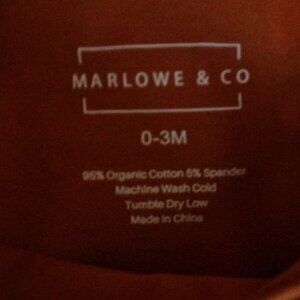 MARLOWE & CO
0-3M
95% Organic Cotton 5% Spandex
Machine Wash Cold
Tumble Dry Low
Made in China